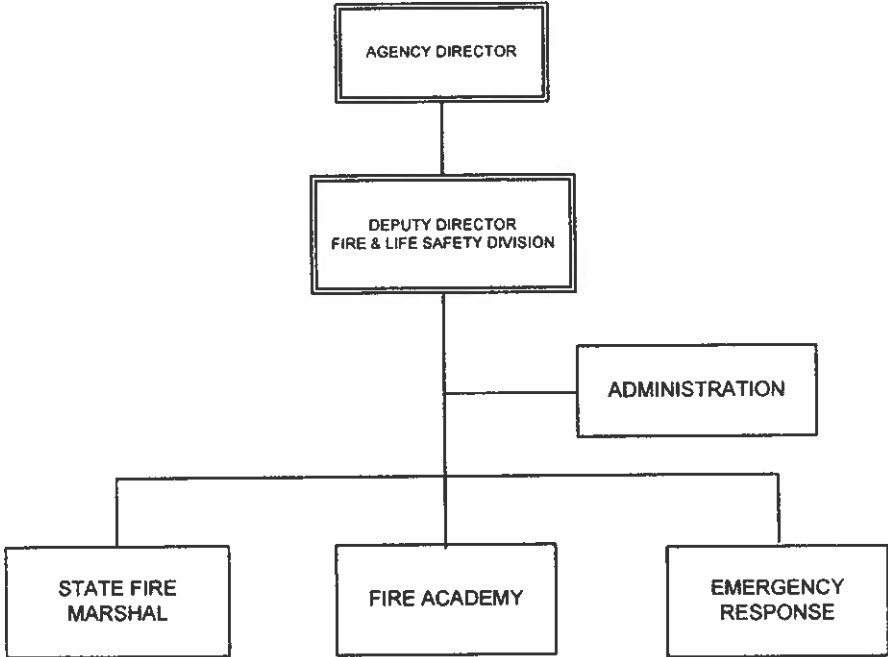 AGENCY DIRECTOR
DEPUTY DIRECTOR
FIRE & LIFE SAFETY DIVISION
ADMINISTRATION
STATE FIRE
MARSHAL
FIRE ACADEMY
EMERGENCY
RESPONSE